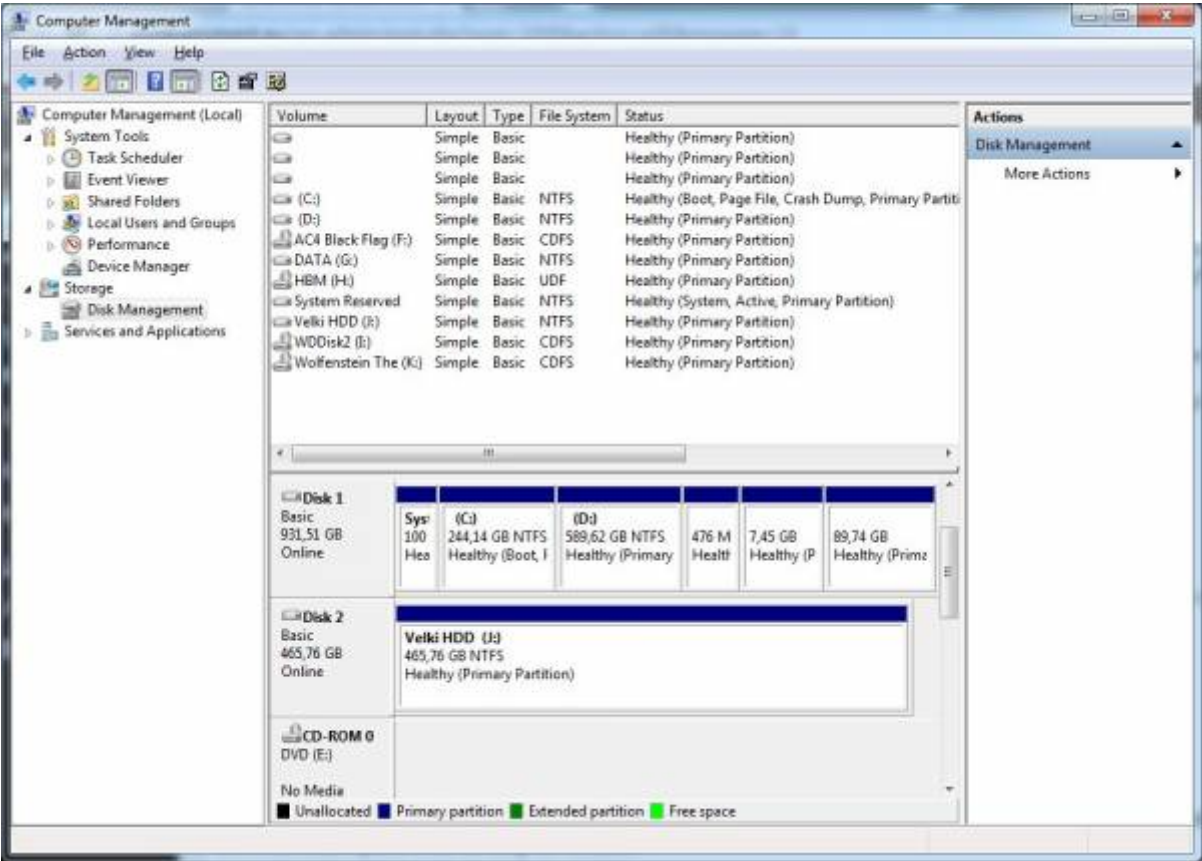 Computer Management
File Action View Help
Computer Management (Local)
System Tools
Task Scheduler
Event Viewer
Shared Folders
Local Users and Groups
Performance
Device Manager
Storage
Disk Management
Services and Applications
Volume Layout Type File System Status
Simple Basic Healthy (Primary Partition)
Simple Basic Healthy (Primary Partition)
Simple Basic Healthy (Primary Partition)
(C:) Simple Basic NTFS Healthy (Boot, Page File, Crash Dump, Primary Partiti
(D:) Simple Basic NTFS Healthy (Primary Partition)
AC4 Black Flag (F:) Simple Basic CDFS Healthy (Primary Partition)
DATA (G:) Simple Basic NTFS Healthy (Primary Partition)
HBM (H:) Simple Basic UDF Healthy (Primary Partition)
System Reserved Simple Basic NTFS Healthy (System, Active, Primary Partition)
Velki HDD (J:) Simple Basic NTFS Healthy (Primary Partition)
WDDisk2 (I:) Simple Basic CDFS Healthy (Primary Partition)
Wolfenstein The (K:) Simple Basic CDFS Healthy (Primary Partition)
Actions
Disk Management
More Actions
Disk 1
Basic
931,51 GB
Online
Sys
100
Hea
(C:)
244,14 GB NTFS
Healthy (Boot, F
(D:)
589,62 GB NTFS
Healthy (Primary
476 M
Healt
7,45 GB
Healthy (P
89,74 GB
Healthy (Prima
Disk 2
Basic
465,76 GB
Online
Velki HDD (J:)
465,76 GB NTFS
Healthy (Primary Partition)
CD-ROM 0
DVD (E:)
No Media
Unallocated Primary partition Extended partition Free space